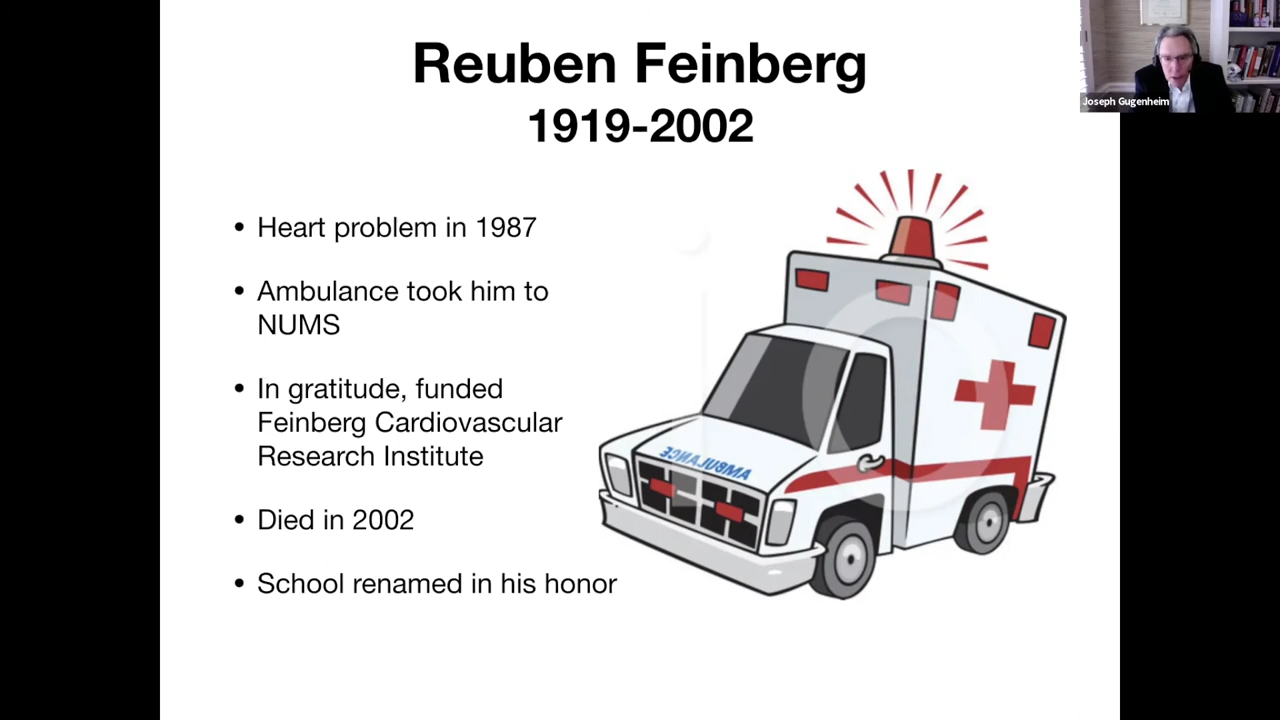 Reuben Feinberg
1919-2002
Joseph Gugenheim
• Heart problem in 1987
• Ambulance took him to
NUMS
• In gratitude, funded
Feinberg Cardiovascular
Research Institute
• Died in 2002
• School renamed in his honor
AMBULANCE